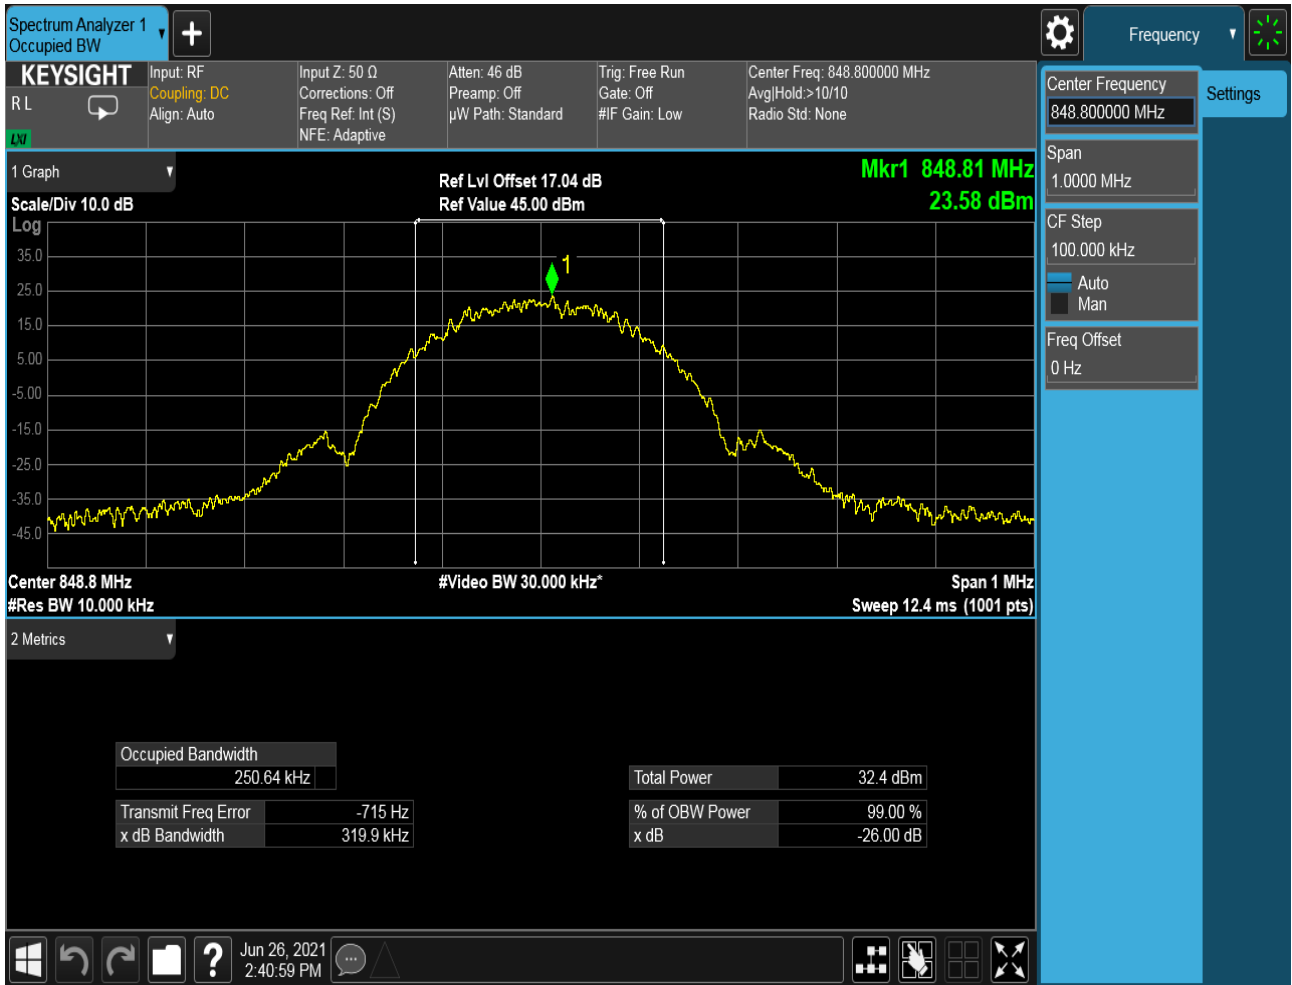 Spectrum Analyzer 1
Occupied BW
Frequency
KEYSIGHT
R L
LXI
Input: RF
Coupling: DC
Align: Auto
Input Z: 50 Ω
Corrections: Off
Freq Ref: Int (S)
NFE: Adaptive
Atten: 46 dB
Preamp: Off
µW Path: Standard
Trig: Free Run
Gate: Off
#IF Gain: Low
Center Freq: 848.800000 MHz
Avg|Hold:>10/10
Radio Std: None
Center Frequency
848.800000 MHz
Settings
Span
1.0000 MHz
CF Step
100.000 kHz
Auto
Man
Freq Offset
0 Hz
1 Graph
Scale/Div 10.0 dB
Log
Ref Lvl Offset 17.04 dB
Ref Value 45.00 dBm
Mkr1 848.81 MHz
23.58 dBm
1
35.0
25.0
15.0
5.00
-5.00
-15.0
-25.0
-35.0
-45.0
Center 848.8 MHz
#Res BW 10.000 kHz
#Video BW 30.000 kHz*
Span 1 MHz
Sweep 12.4 ms (1001 pts)
2 Metrics
Occupied Bandwidth
250.64 kHz
Transmit Freq Error -715 Hz
x dB Bandwidth 319.9 kHz
Total Power 32.4 dBm
% of OBW Power 99.00 %
x dB -26.00 dB
?
Jun 26, 2021
2:40:59 PM